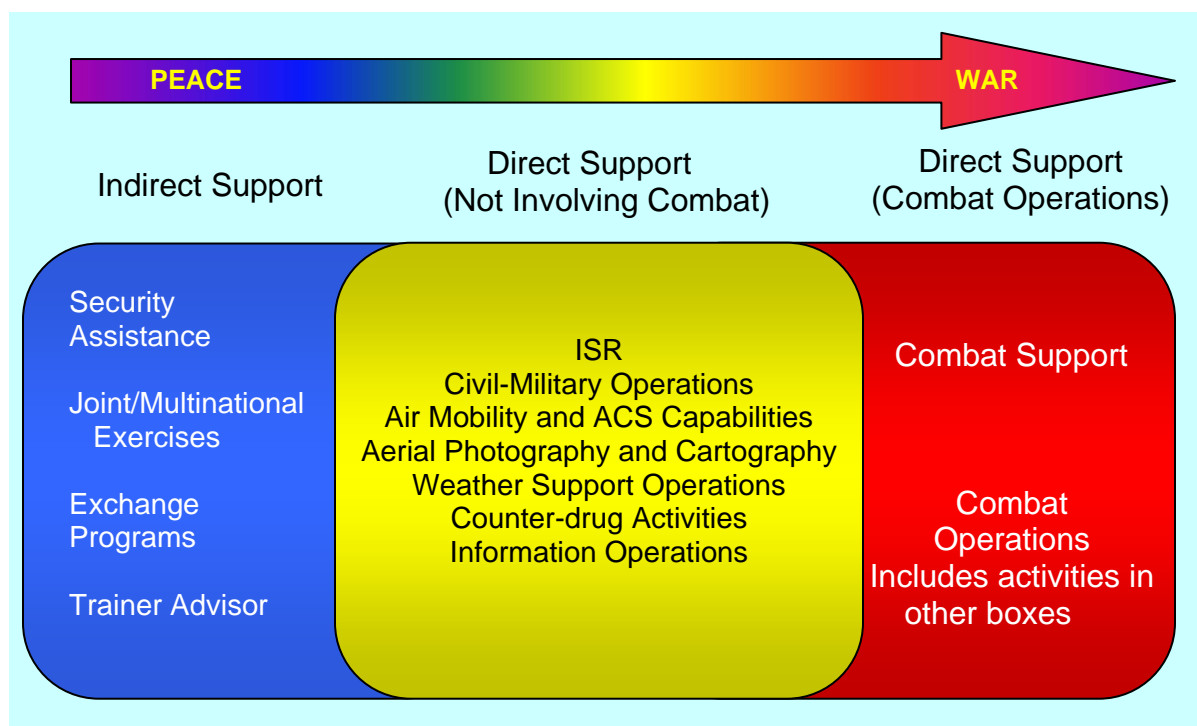 PEACE
WAR
Indirect Support
Direct Support
(Not Involving Combat)
Direct Support
(Combat Operations)
Security
Assistance
Joint/Multinational
Exercises
Exchange
Programs
Trainer Advisor
ISR
Civil-Military Operations
Air Mobility and ACS Capabilities
Aerial Photography and Cartography
Weather Support Operations
Counter-drug Activities
Information Operations
Combat Support
Combat
Operations
Includes activities in
other boxes